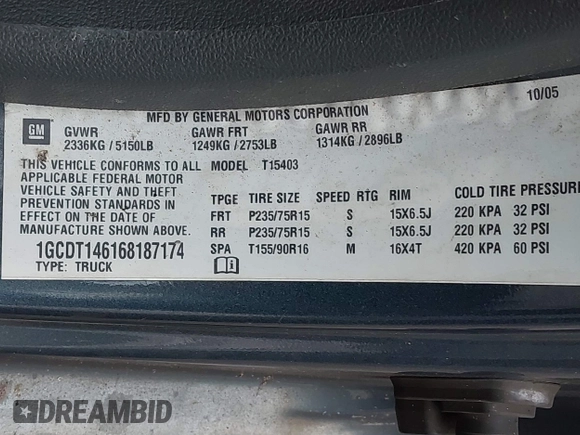 10/05
MFD BY GENERAL MOTORS CORPORATION
GM
GVWR GAWR FRT GAWR RR
2336KG / 5150LB 1249KG / 2753LB 1314KG / 2896LB
THIS VEHICLE CONFORMS TO ALL MODEL T15403
APPLICABLE FEDERAL MOTOR
VEHICLE SAFETY AND THEFT
PREVENTION STANDARDS IN
EFFECT ON THE DATE OF
MANUFACTURE SHOWN ABOVE.
1GCDT146168187174
TYPE: TRUCK
TPGE TIRE SIZE SPEED RTG RIM COLD TIRE PRESSURE
FRT P235/75R15 S 15X6.5J 220 KPA 32 PSI
RR P235/75R15 S 15X6.5J 220 KPA 32 PSI
SPA T155/90R16 M 16X4T 420 KPA 60 PSI
DREAMBID